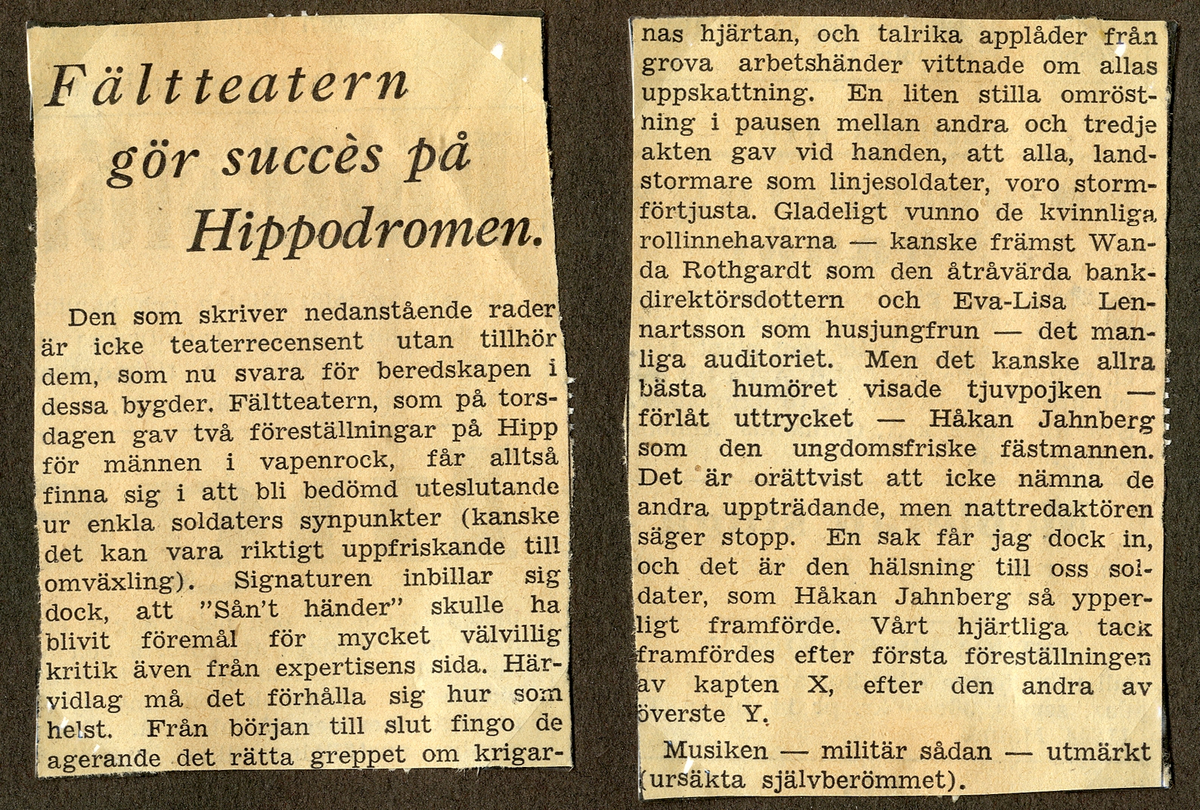 Fältteatern
gör succès på
Hippodromen.
Den som skriver nedanstående rader
är icke teaterrecensent utan tillhör
dem, som nu svara för beredskapen i
dessa bygder. Fältteatern, som på tors-
dagen gav två föreställningar på Hipp
för männen i vapenrock, får alltså
finna sig i att bli bedömd uteslutande
ur enkla soldaters synpunkter (kanske
det kan vara riktigt uppfriskande till
omväxling). Signaturen inbillar sig
dock, att ”Sån't händer” skulle ha
blivit föremål för mycket välvillig
kritik även från expertisens sida. Här-
vidlag må det förhålla sig hur som
helst. Från början till slut fingo de
agerande det rätta greppet om krigar-
nas hjärtan, och talrika applåder från
grova arbetshänder vittnade om allas
uppskattning. En liten stilla omröst-
ning i pausen mellan andra och tredje
akten gav vid handen, att alla, land-
stormare som linjesoldater, voro storm-
förtjusta. Gladeligt vunno de kvinnliga
rollinnehavarna — kanske främst Wan-
da Rothgardt som den åtråvärda bank-
direktörsdottern och Eva-Lisa Len-
nartsson som husjungfrun — det man-
liga auditoriet. Men det kanske allra
bästa humöret visade tjuvpojken —
förlåt uttrycket — Håkan Jahnberg
som den ungdomsfriske fästmannen.
Det är orättvist att icke nämna de
andra uppträdande, men nattredaktören
säger stopp. En sak får jag dock in,
och det är den hälsning till oss sol-
dater, som Håkan Jahnberg så ypper-
ligt framförde. Vårt hjärtliga tack
framfördes efter första föreställningen
av kapten X, efter den andra av
överste Y.
Musiken — militär sådan — utmärkt
(ursäkta självberömmet).